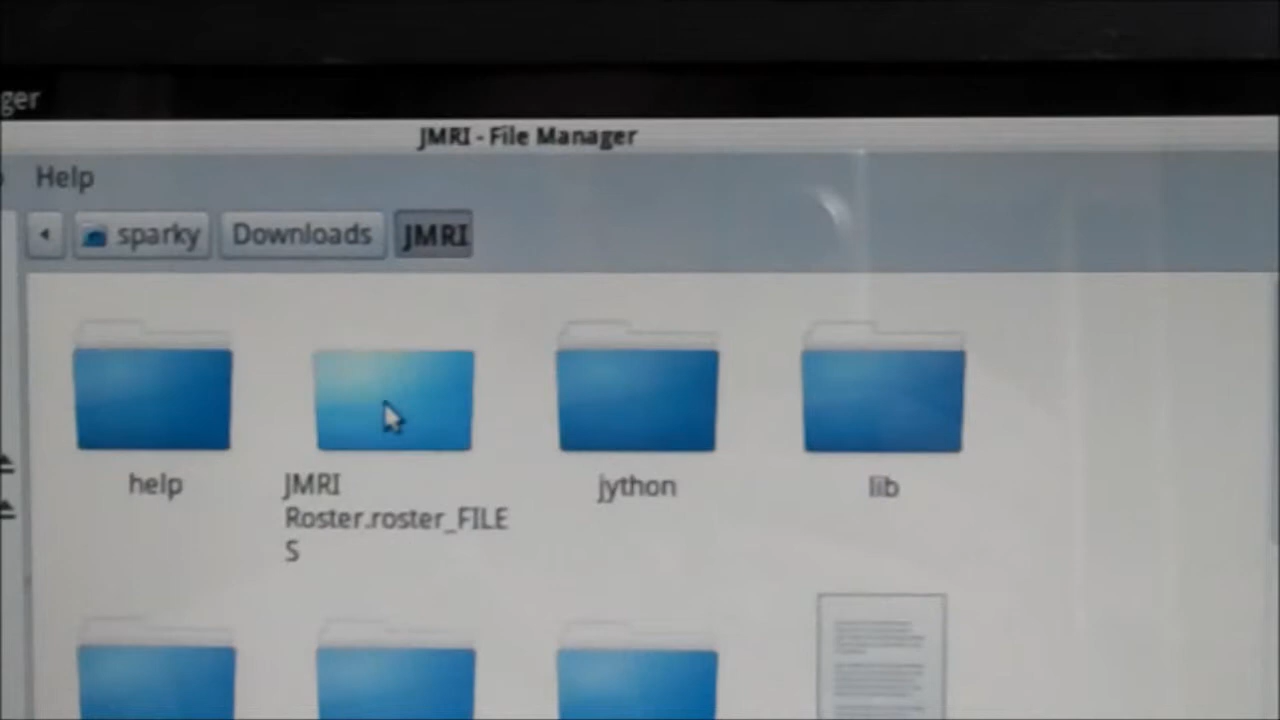 ger
JMRI - File Manager
Help
sparky Downloads JMRI
help
JMRI
Roster.roster_FILE
S
jython
lib